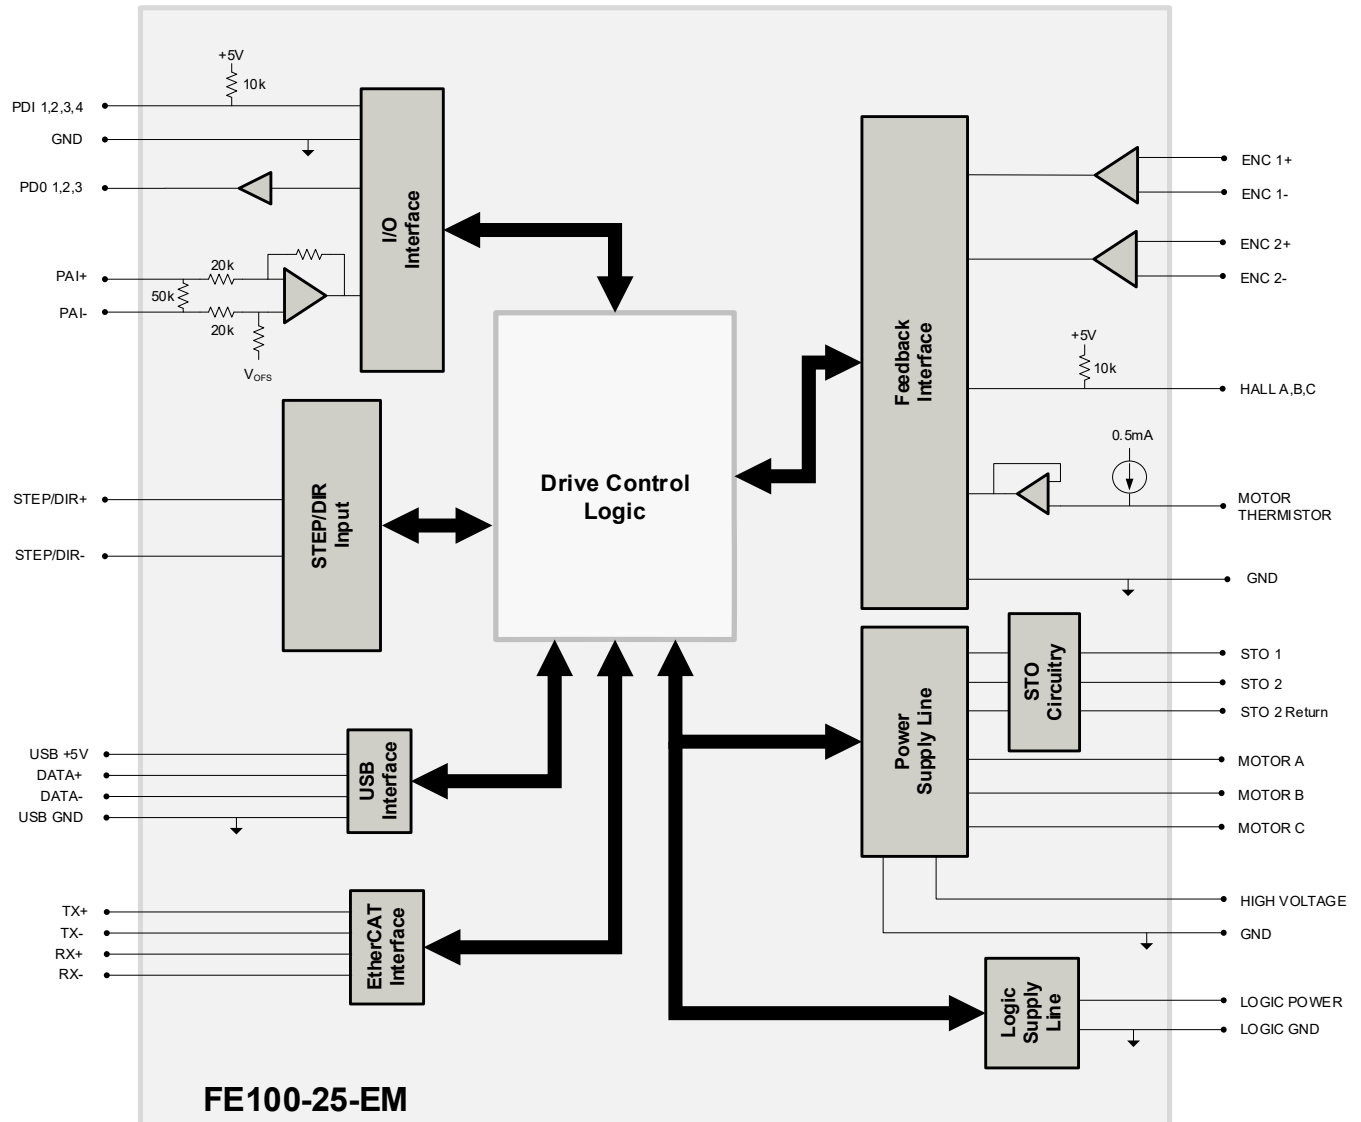 +5V
10k
PDI 1,2,3,4
GND
PD0 1,2,3
I/O
Interface
PAI+
20k
50k
PAI-
20k
VOFS
STEP/DIR+
STEP/DIR-
STEP/DIR
Input
Drive Control
Logic
USB +5V
DATA+
DATA-
USB GND
USB
Interface
TX+
TX-
RX+
RX-
EtherCAT
Interface
Feedback
Interface
ENC 1+
ENC 1-
ENC 2+
ENC 2-
+5V
10k
HALL A,B,C
0.5mA
MOTOR
THERMISTOR
GND
Power
Supply Line
STO
Circuitry
STO 1
STO 2
STO 2 Return
MOTOR A
MOTOR B
MOTOR C
HIGH VOLTAGE
GND
Logic
Supply
Line
LOGIC POWER
LOGIC GND
FE100-25-EM